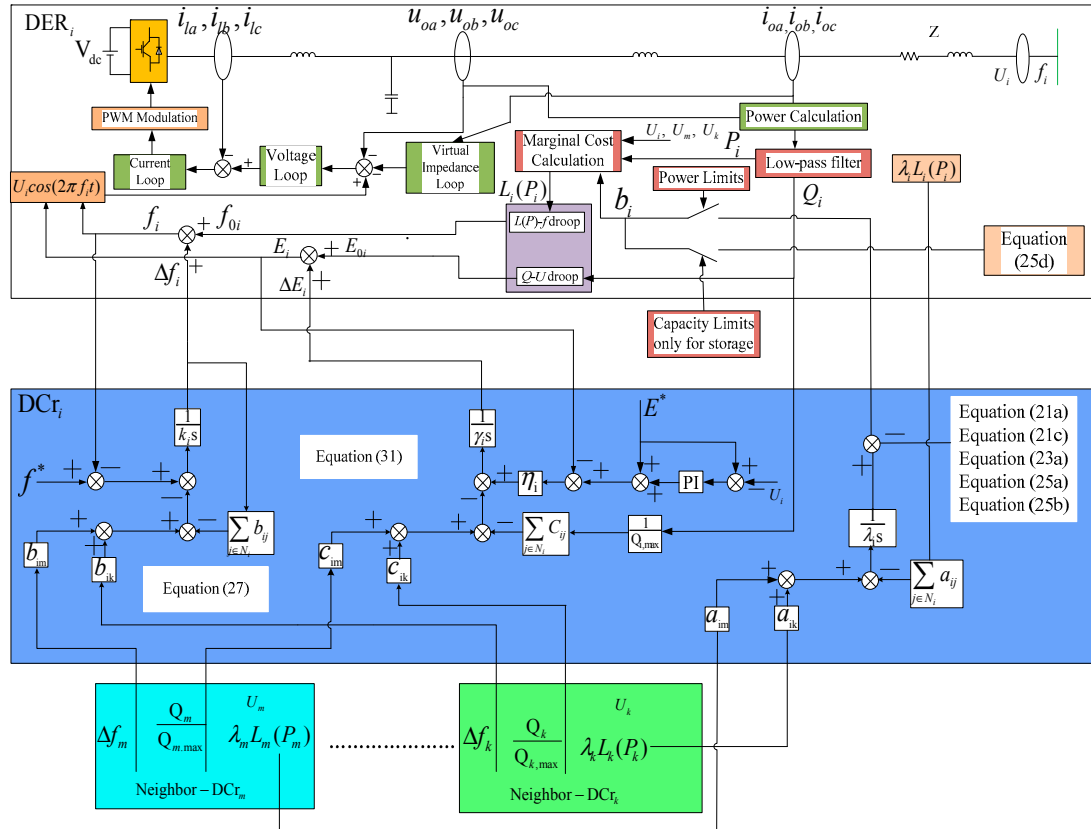 DER_i
i_la, i_lb, i_lc
u_oa, u_ob, u_oc
i_oa, i_ob, i_oc
Z
V_dc
U_i
f_i
PWM Modulation
Power Calculation
U_i, U_m, U_k
P_i
Marginal Cost
Calculation
Low-pass filter
Current
Loop
−
+
Voltage
Loop
−
+
−
Virtual
Impedance
Loop
λ_i L_i(P_i)
Power Limits
U_i cos(2π f_i t)
L_i(P_i)
b_i
Q_i
f_i
+
f_0i
L(P)-f droop
Δf_i
+
E_i
+
E_0i
.
Q-U droop
Equation
(25d)
ΔE_i
+
Capacity Limits
only for storage
DCr_i
E*
1/(k_i s)
1/(γ_i s)
Equation (21a)
Equation (21c)
Equation (23a)
Equation (25a)
Equation (25b)
−
+
Equation (31)
f*
+
−
+
−
+
η_i
−
+
+
+
PI
+
−
U_i
1/(λ_i s)
b_im
+
+
b_ik
+
−
∑_{j∈N_i} b_ij
c_im
+
+
c_ik
−
+
−
∑_{j∈N_i} C_ij
1/Q_i,max
Equation (27)
a_im
+
+
a_ik
+
−
∑_{j∈N_i} a_ij
Δf_m
Q_m/Q_m.max
U_m
λ_m L_m(P_m)
Neighbor−DCr_m
......................
Δf_k
Q_k/Q_k,max
U_k
λ_k L_k(P_k)
Neighbor−DCr_k